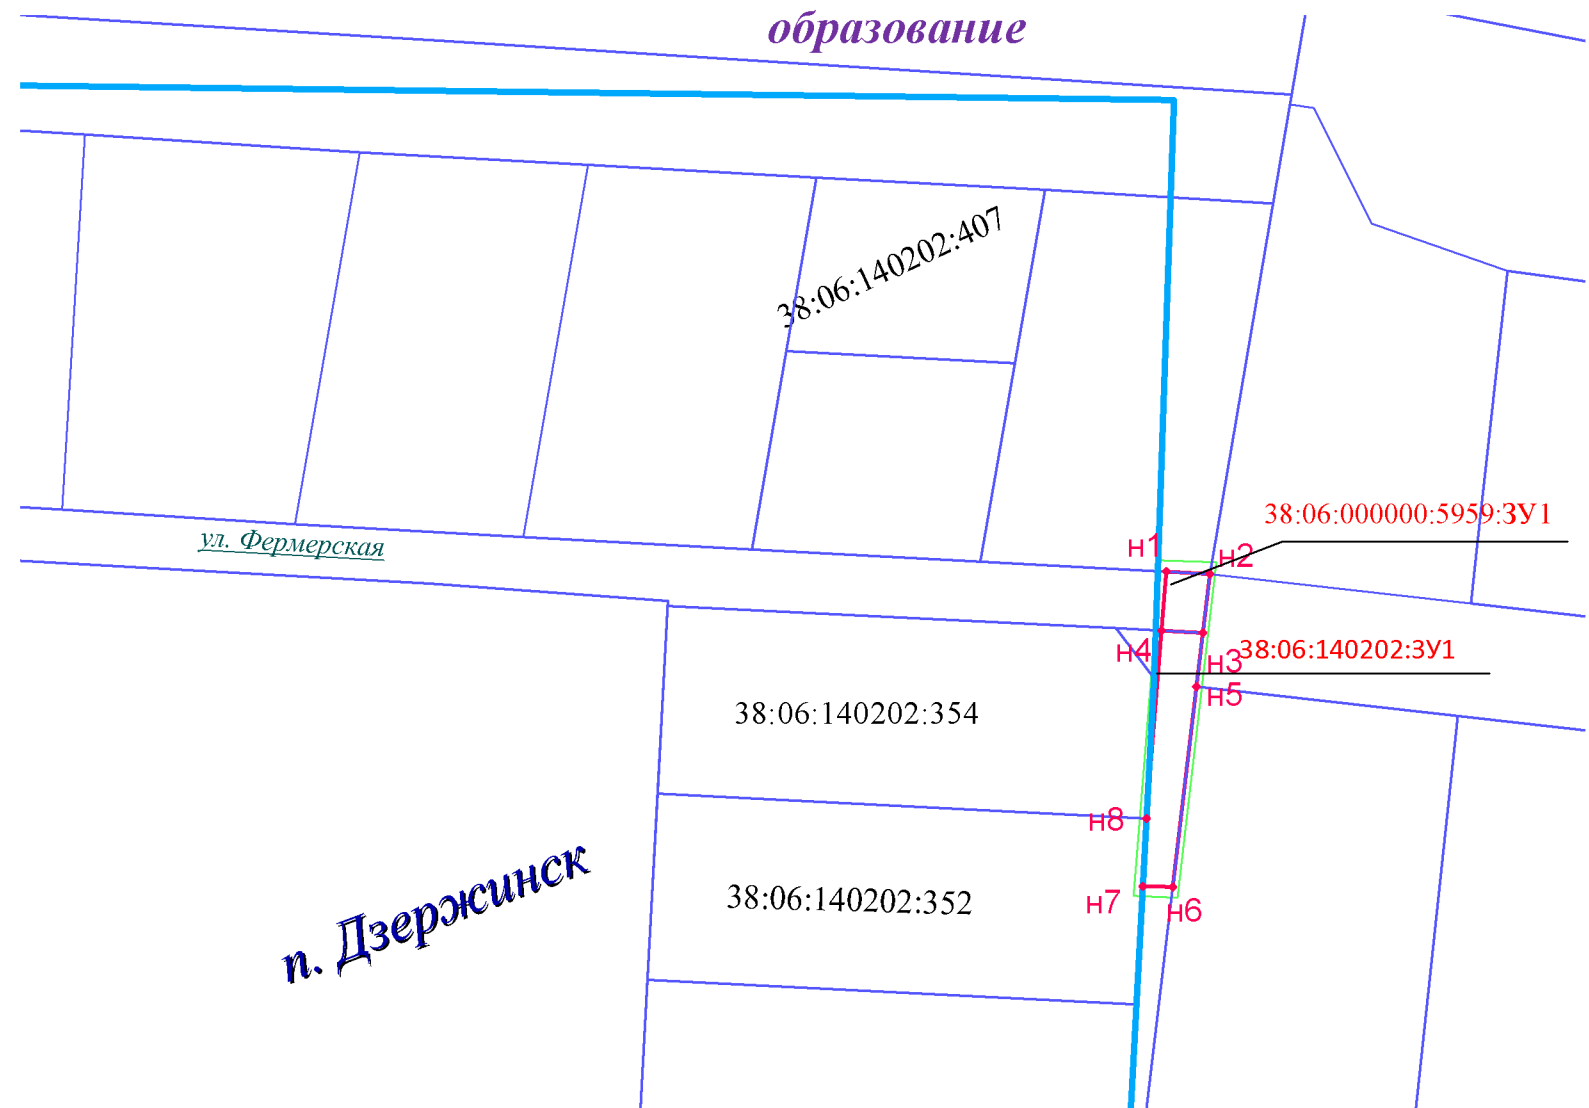 образование
38:06:140202:407
38:06:000000:5959:ЗУ1
ул. Фермерская
н1
н2
н4
н3
38:06:140202:ЗУ1
н5
38:06:140202:354
н8
п. Дзержинск
38:06:140202:352
н7
н6